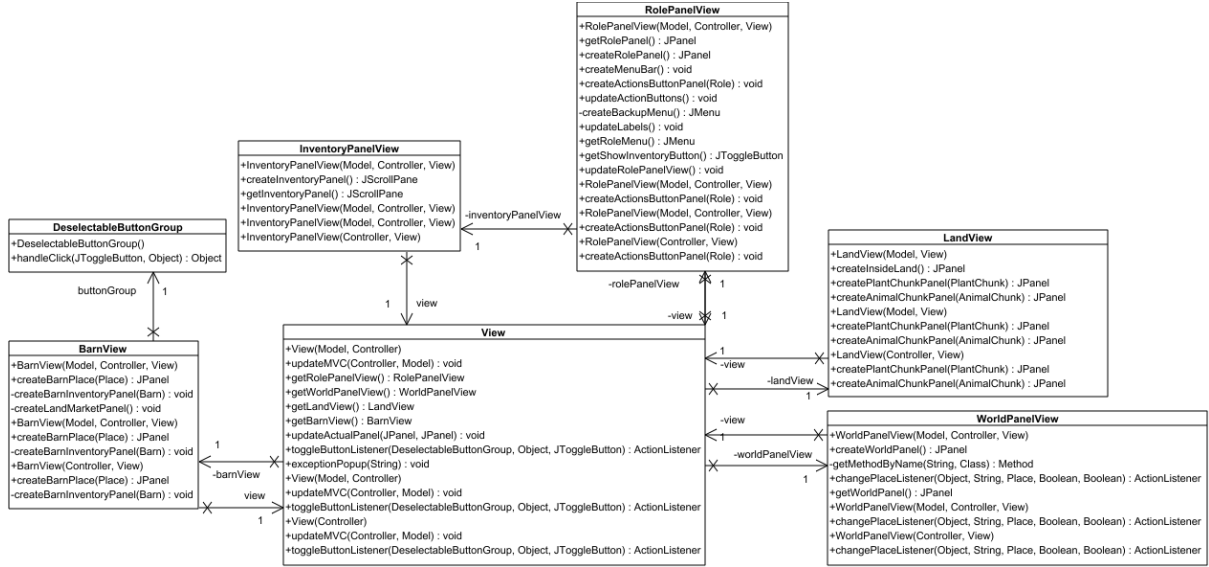 RolePanelView
+RolePanelView(Model, Controller, View)
+getRolePanel() : JPanel
+createRolePanel() : JPanel
+createMenuBar() : void
+createActionsButtonPanel(Role) : void
+updateActionButtons() : void
-createBackupMenu() : JMenu
+updateLabels() : void
+getRoleMenu() : JMenu
+getShowInventoryButton() : JToggleButton
+updateRolePanelView() : void
+RolePanelView(Model, Controller, View)
+createActionsButtonPanel(Role) : void
+RolePanelView(Model, Controller, View)
+createActionsButtonPanel(Role) : void
+RolePanelView(Controller, View)
+createActionsButtonPanel(Role) : void
InventoryPanelView
+InventoryPanelView(Model, Controller, View)
+createInventoryPanel() : JScrollPane
+getInventoryPanel() : JScrollPane
+InventoryPanelView(Model, Controller, View)
+InventoryPanelView(Model, Controller, View)
+InventoryPanelView(Controller, View)
-inventoryPanelView
1
DeselectableButtonGroup
+DeselectableButtonGroup()
+handleClick(JToggleButton, Object) : Object
buttonGroup
1
LandView
+LandView(Model, View)
+createInsideLand() : JPanel
+createPlantChunkPanel(PlantChunk) : JPanel
+createAnimalChunkPanel(AnimalChunk) : JPanel
+LandView(Model, View)
+createPlantChunkPanel(PlantChunk) : JPanel
+createAnimalChunkPanel(AnimalChunk) : JPanel
+LandView(Controller, View)
+createPlantChunkPanel(PlantChunk) : JPanel
+createAnimalChunkPanel(AnimalChunk) : JPanel
-rolePanelView
1
1
view
-view
1
BarnView
+BarnView(Model, Controller, View)
+createBarnPlace(Place) : JPanel
-createBarnInventoryPanel(Barn) : void
-createLandMarketPanel() : void
+BarnView(Model, Controller, View)
+createBarnPlace(Place) : JPanel
-createBarnInventoryPanel(Barn) : void
+BarnView(Controller, View)
+createBarnPlace(Place) : JPanel
-createBarnInventoryPanel(Barn) : void
1
-barnView
view
1
View
+View(Model, Controller)
+updateMVC(Controller, Model) : void
+getRolePanelView() : RolePanelView
+getWorldPanelView() : WorldPanelView
+getLandView() : LandView
+getBarnView() : BarnView
+updateActualPanel(JPanel, JPanel) : void
+toggleButtonListener(DeselectableButtonGroup, Object, JToggleButton) : ActionListener
+exceptionPopup(String) : void
+View(Model, Controller)
+updateMVC(Controller, Model) : void
+toggleButtonListener(DeselectableButtonGroup, Object, JToggleButton) : ActionListener
+View(Controller)
+updateMVC(Controller, Model) : void
+toggleButtonListener(DeselectableButtonGroup, Object, JToggleButton) : ActionListener
1
-view
-landView
1
-view
1
-worldPanelView
1
WorldPanelView
+WorldPanelView(Model, Controller, View)
+createWorldPanel() : JPanel
-getMethodByName(String, Class) : Method
+changePlaceListener(Object, String, Place, Boolean, Boolean) : ActionListener
+getWorldPanel() : JPanel
+WorldPanelView(Model, Controller, View)
+changePlaceListener(Object, String, Place, Boolean, Boolean) : ActionListener
+WorldPanelView(Controller, View)
+changePlaceListener(Object, String, Place, Boolean, Boolean) : ActionListener